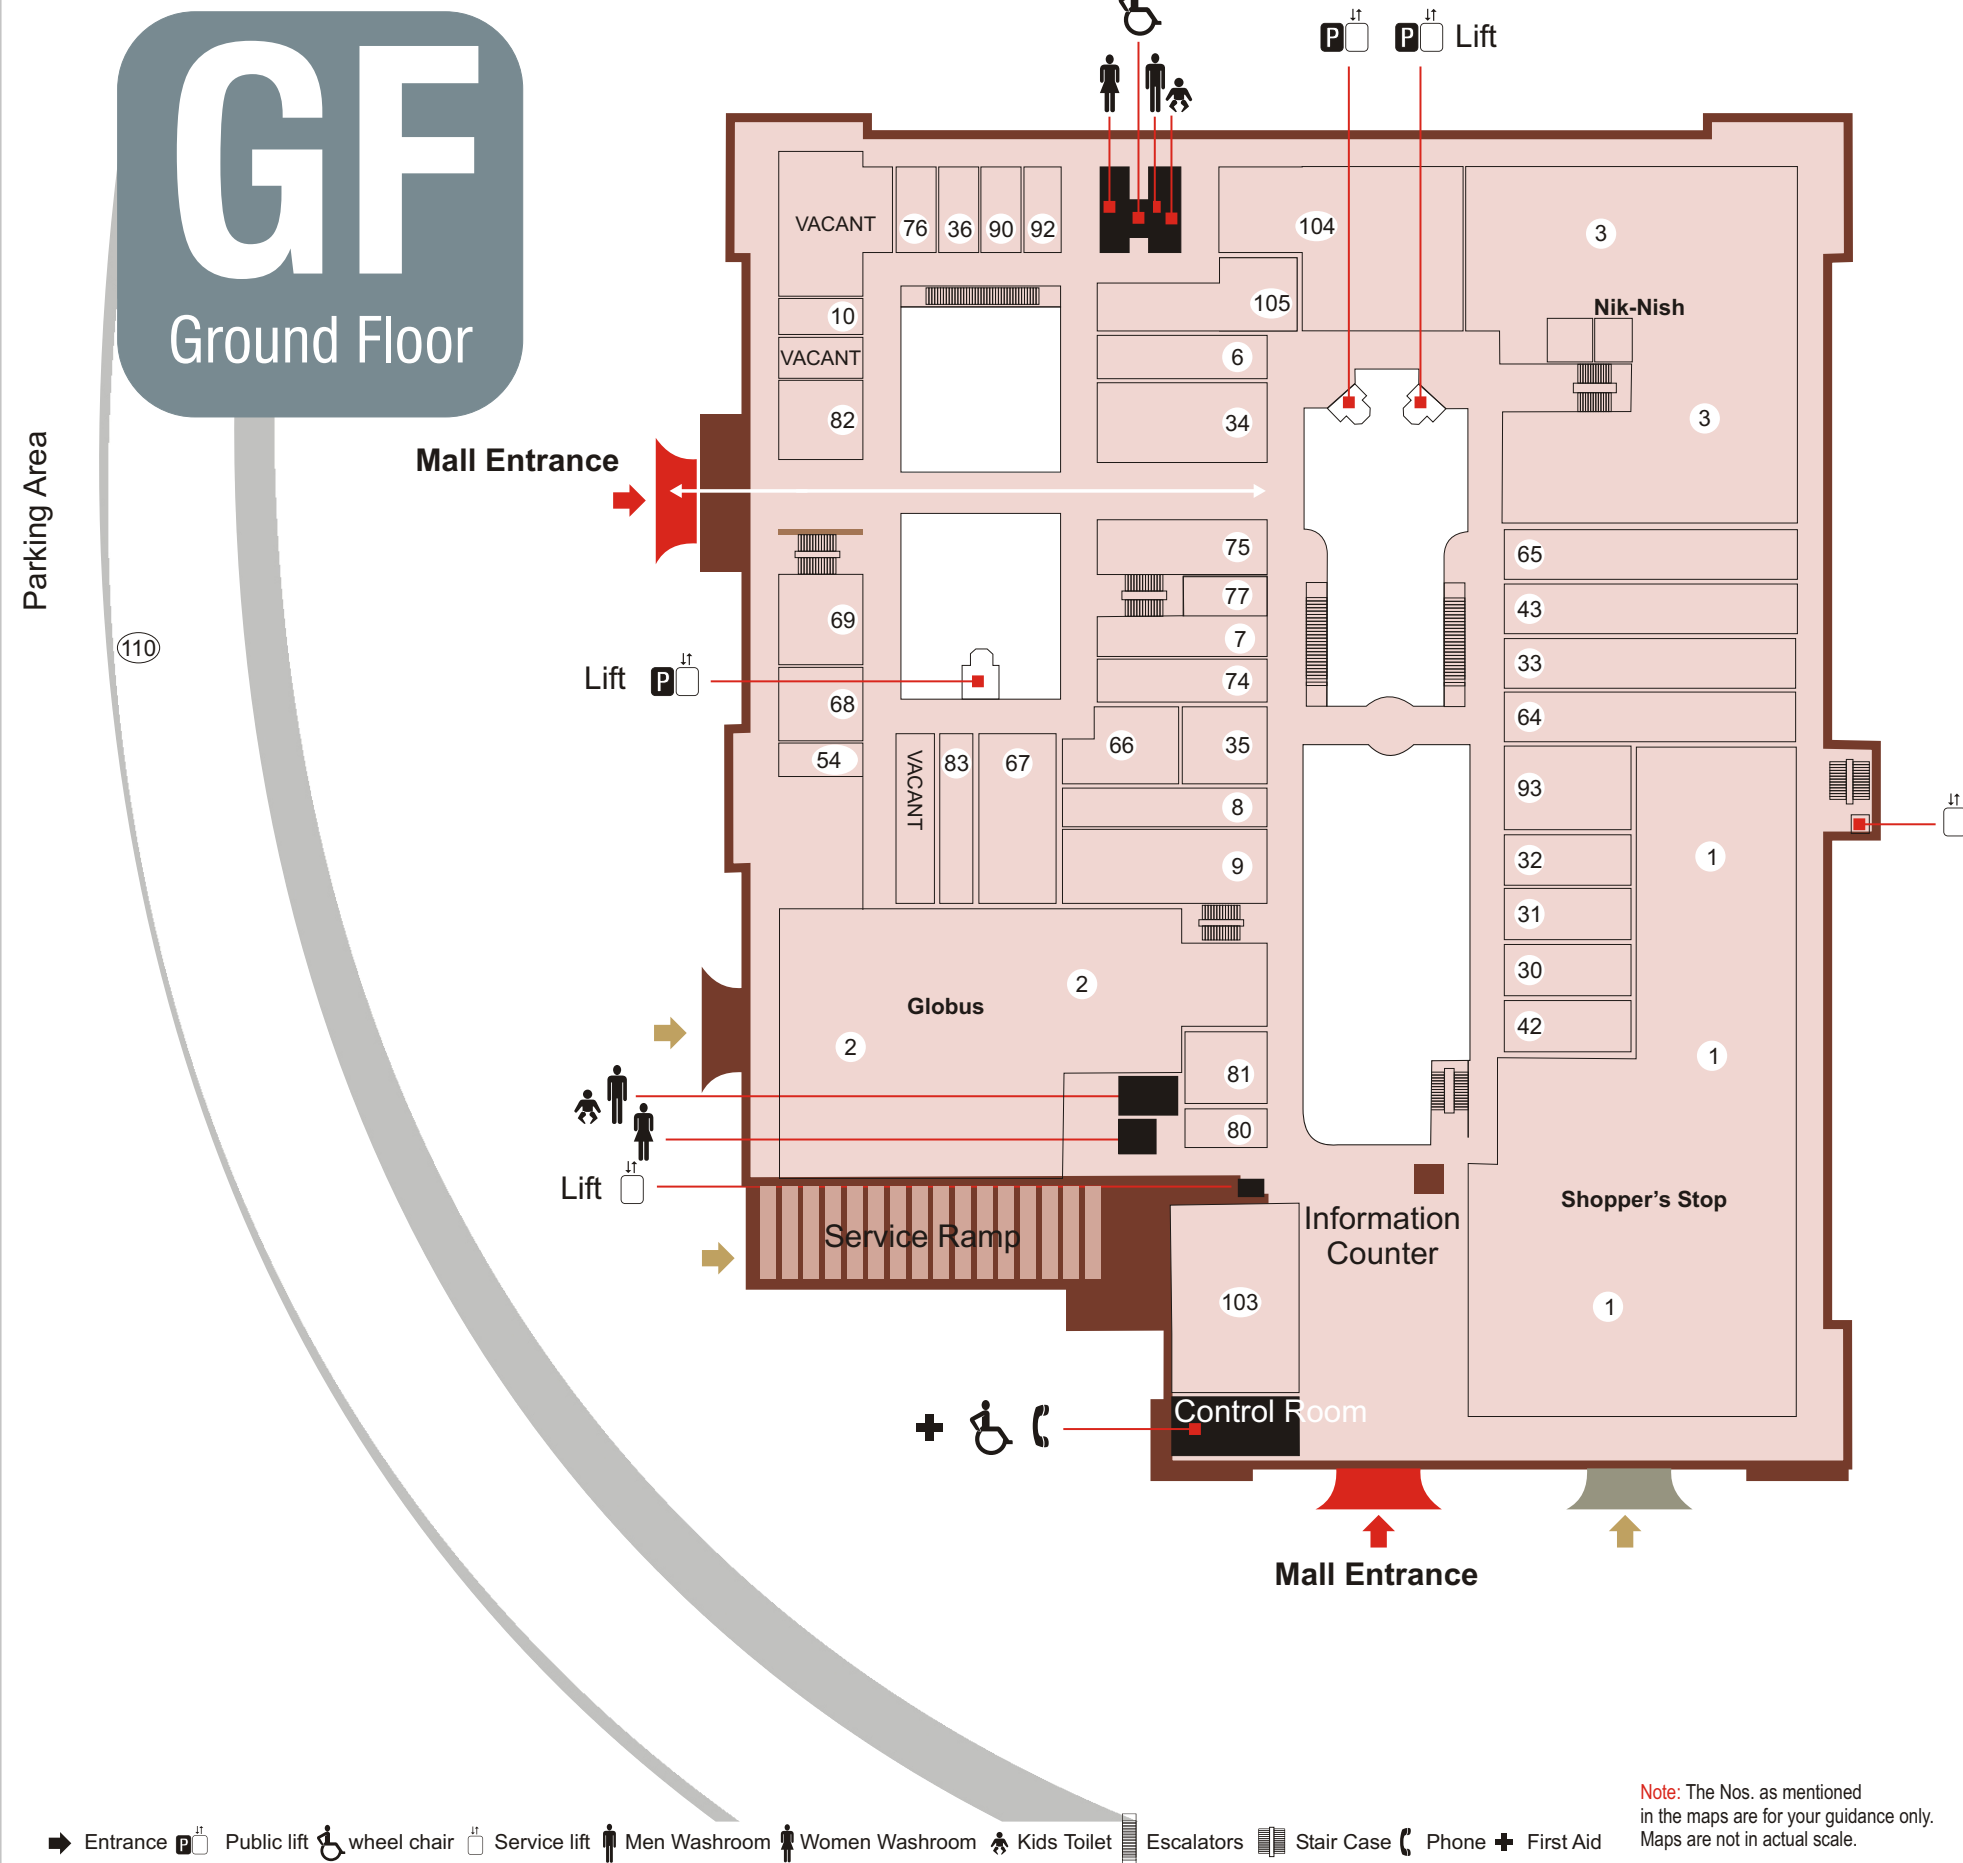 GF
Ground Floor
P P Lift
VACANT 76 36 90 92
104
3
Nik-Nish
10
105
VACANT
6
82
34
3
Mall Entrance
Parking Area
75
65
77
43
69
7
110
33
Lift P
74
68
64
54
VACANT
83
67
66
35
93
8
32
1
9
31
2
30
Globus
2
42
1
81
80
Lift
Shopper's Stop
Service Ramp
Information
Counter
103
1
Control Room
Mall Entrance
Note: The Nos. as mentioned
in the maps are for your guidance only.
Maps are not in actual scale.
Entrance P Public lift wheel chair Service lift Men Washroom Women Washroom Kids Toilet Escalators Stair Case Phone First Aid